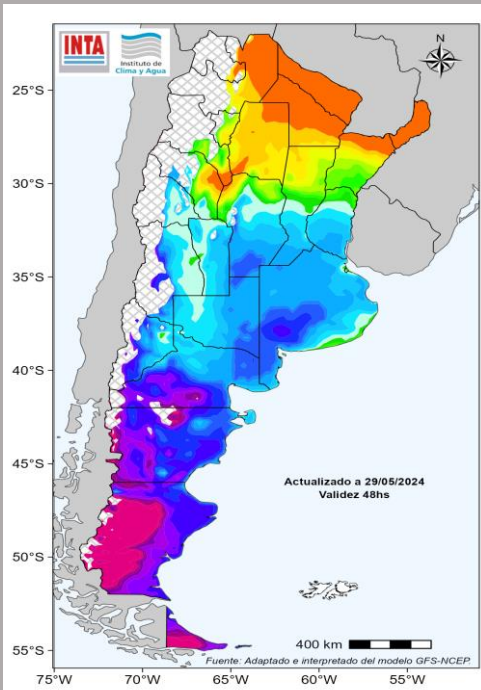 INTA
Instituto de
Clima y Agua
N
25°S
30°S
35°S
40°S
45°S
50°S
55°S
Actualizado a 29/05/2024
Validez 48hs
400 km
Fuente: Adaptado e interpretado del modelo GFS-NCEP.
75°W
70°W
65°W
60°W
55°W